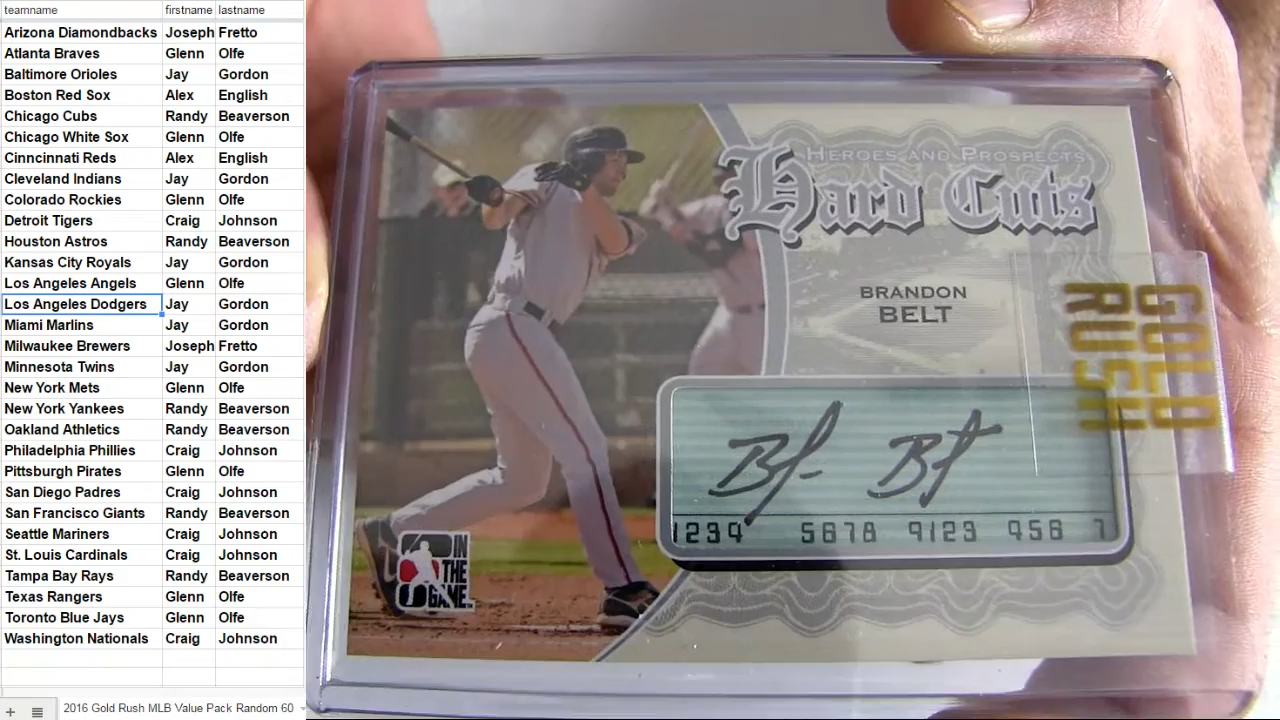 teamname firstname lastname
Arizona Diamondbacks Joseph Fretto
Atlanta Braves Glenn Olfe
Baltimore Orioles Jay Gordon
Boston Red Sox Alex English
Chicago Cubs Randy Beaverson
Chicago White Sox Glenn Olfe
Cinncinnati Reds Alex English
Cleveland Indians Jay Gordon
Colorado Rockies Glenn Olfe
Detroit Tigers Craig Johnson
Houston Astros Randy Beaverson
Kansas City Royals Jay Gordon
Los Angeles Angels Glenn Olfe
Los Angeles Dodgers Jay Gordon
Miami Marlins Jay Gordon
Milwaukee Brewers Joseph Fretto
Minnesota Twins Jay Gordon
New York Mets Glenn Olfe
New York Yankees Randy Beaverson
Oakland Athletics Randy Beaverson
Philadelphia Phillies Craig Johnson
Pittsburgh Pirates Glenn Olfe
San Diego Padres Craig Johnson
San Francisco Giants Randy Beaverson
Seattle Mariners Craig Johnson
St. Louis Cardinals Craig Johnson
Tampa Bay Rays Randy Beaverson
Texas Rangers Glenn Olfe
Toronto Blue Jays Glenn Olfe
Washington Nationals Craig Johnson
2016 Gold Rush MLB Value Pack Random 60
HEROES AND PROSPECTS
Hard Cuts
BRANDON
BELT
GOLD
RUSH
1234 5678 9123 456 7
IN
THE
GAME.